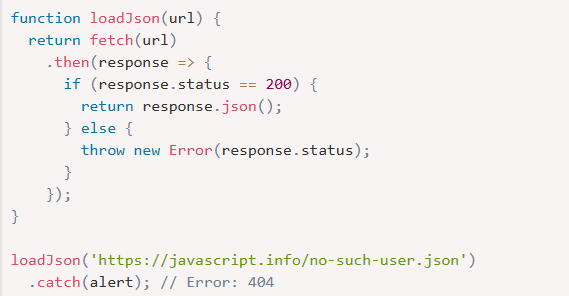 function loadJson(url) {
  return fetch(url)
    .then(response => {
      if (response.status == 200) {
        return response.json();
      } else {
        throw new Error(response.status);
      }
    });
}

loadJson('https://javascript.info/no-such-user.json')
  .catch(alert); // Error: 404